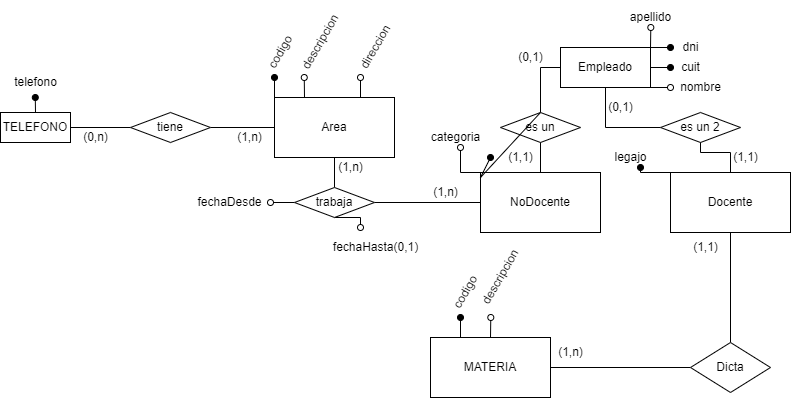 apellido
codigo
descripcion
direccion
dni
(0,1)
Empleado
cuit
telefono
nombre
(0,1)
TELEFONO
tiene
Area
es un
es un 2
(0,n)
(1,n)
categoria
(1,1)
legajo
(1,1)
(1,n)
(1,n)
fechaDesde
trabaja
NoDocente
Docente
fechaHasta(0,1)
(1,1)
codigo
descripcion
(1,n)
MATERIA
Dicta